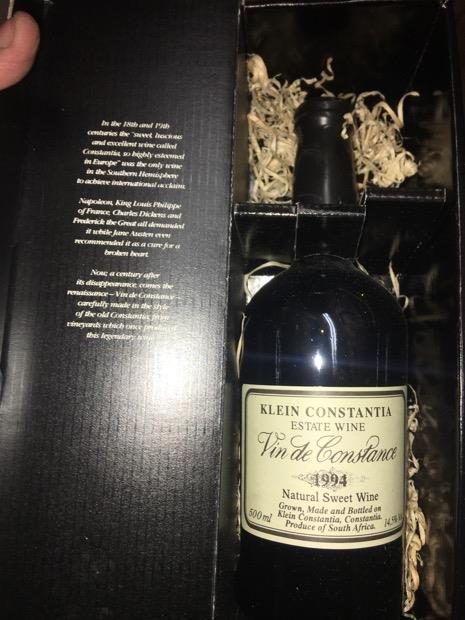 In the 18th and 19th
centuries the "sweet, luscious
and excellent wine called
Constantia, so highly esteemed
in Europe" was the only wine
in the Southern Hemisphere
to achieve international acclaim.
Napoleon, King Louis Philippe
of France, Charles Dickens and
Frederick the Great all demanded
it while Jane Austen even
recommended it as a cure for a
broken heart.
Now, a century after
its disappearance, comes the
renaissance – Vin de Constance
carefully made in the style
of the old Constantia, from
vineyards which once produced
this legendary wine.
KLEIN CONSTANTIA
ESTATE WINE
Vin de Constance
1994
Natural Sweet Wine
Grown, Made and Bottled on
Klein Constantia, Constantia.
500 ml Produce of South Africa. 14.5%